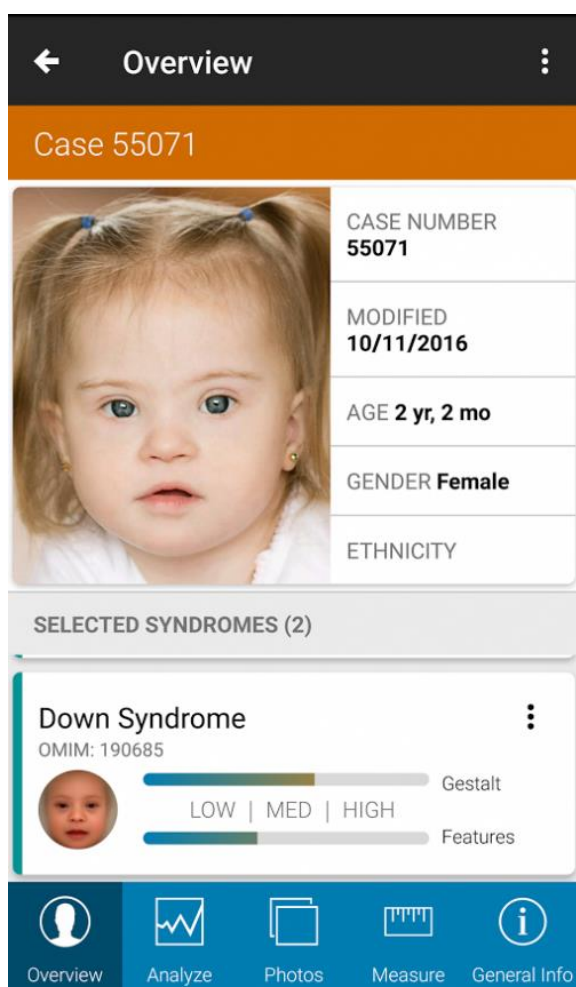 Overview
Case 55071
CASE NUMBER
55071
MODIFIED
10/11/2016
AGE 2 yr, 2 mo
GENDER Female
ETHNICITY
SELECTED SYNDROMES (2)
Down Syndrome
OMIM: 190685
Gestalt
LOW | MED | HIGH
Features
Overview Analyze Photos Measure General Info